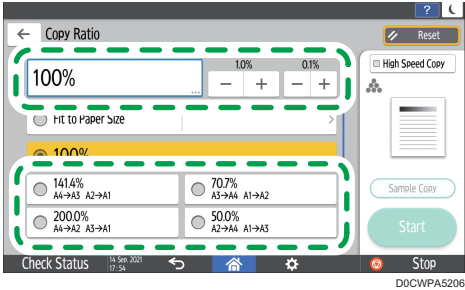 ?
← Copy Ratio
Reset
100%
...
1.0%
0.1%
− + − +
High Speed Copy
Fit to Paper Size >
100%
141.4%
A4→A3 A2→A1
70.7%
A3→A4 A1→A2
200.0%
A4→A2 A3→A1
50.0%
A2→A4 A1→A3
Sample Copy
Start
Check Status
14 Sep. 2021
17:54
Stop
D0CWPA5206